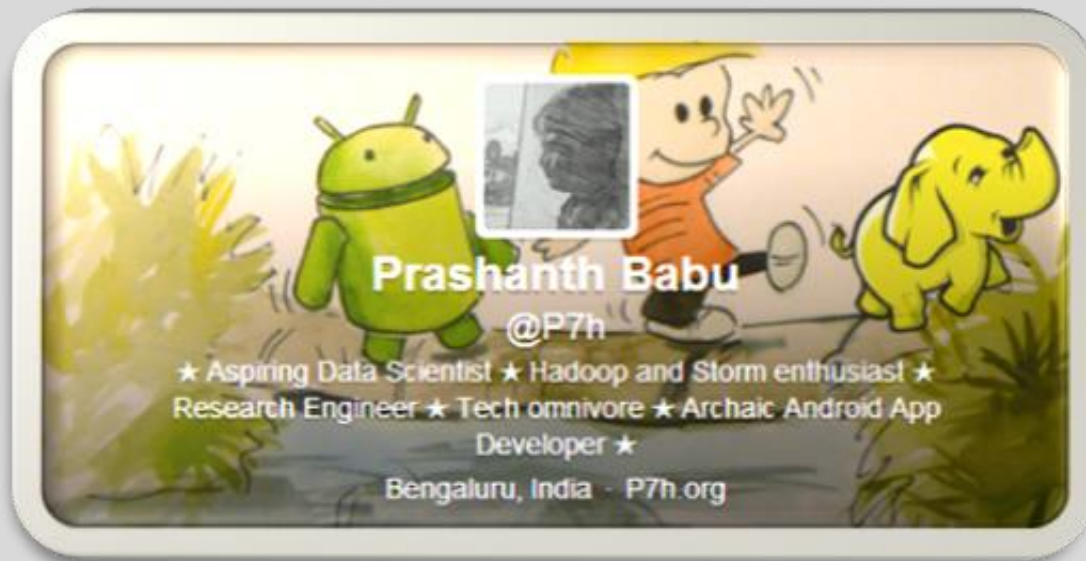 Prashanth Babu
@P7h
★ Aspiring Data Scientist ★ Hadoop and Storm enthusiast ★
Research Engineer ★ Tech omnivore ★ Archaic Android App
Developer ★
Bengaluru, India · P7h.org